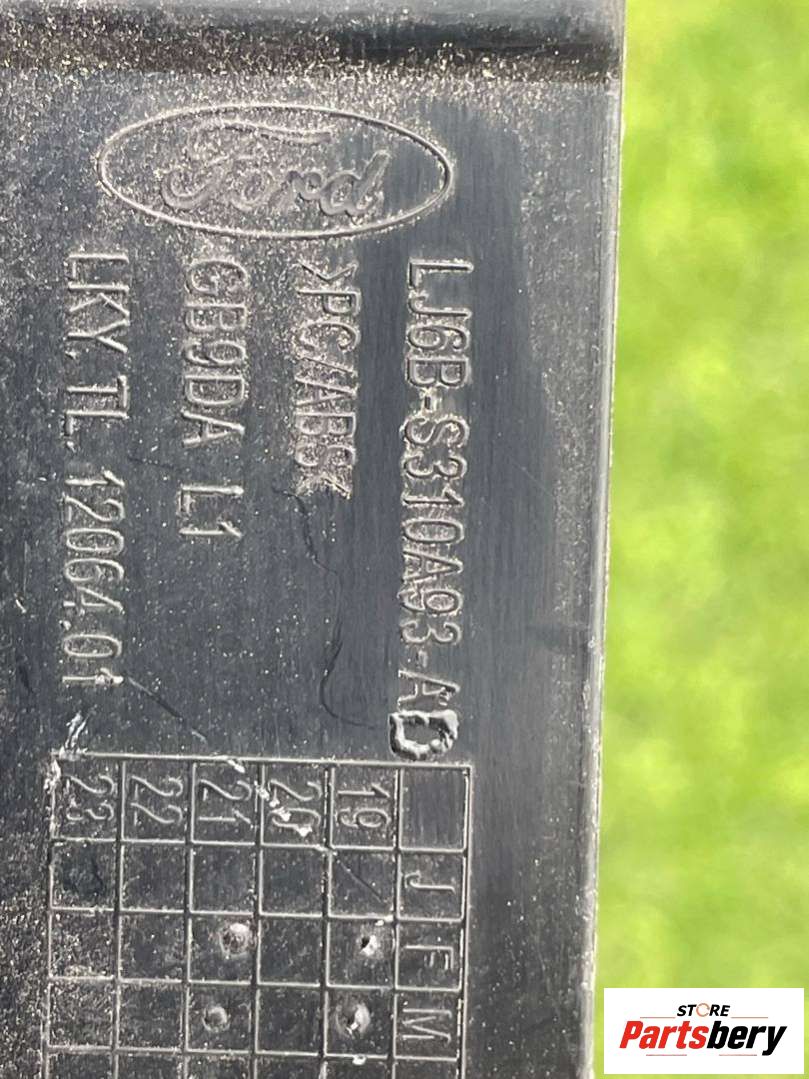 Ford
LJ6B-S310A93-AD
>PC/ABS<
GB9DA L1
LKY. TL. 12064.01
J F M
19
20
21
22
23
STORE
Partsbery